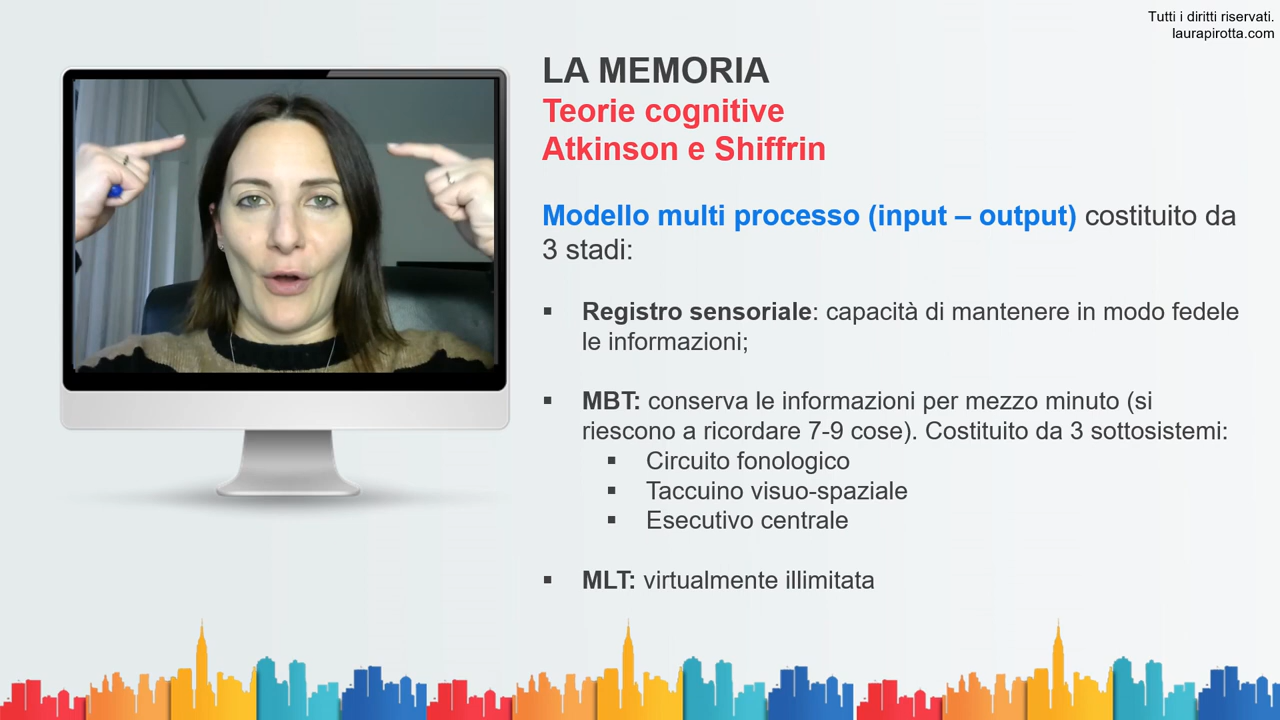 Tutti i diritti riservati.
laurapirotta.com
LA MEMORIA
Teorie cognitive
Atkinson e Shiffrin
Modello multi processo (input – output) costituito da
3 stadi:
▪ Registro sensoriale: capacità di mantenere in modo fedele
le informazioni;
▪ MBT: conserva le informazioni per mezzo minuto (si
riescono a ricordare 7-9 cose). Costituito da 3 sottosistemi:
▪ Circuito fonologico
▪ Taccuino visuo-spaziale
▪ Esecutivo centrale
▪ MLT: virtualmente illimitata